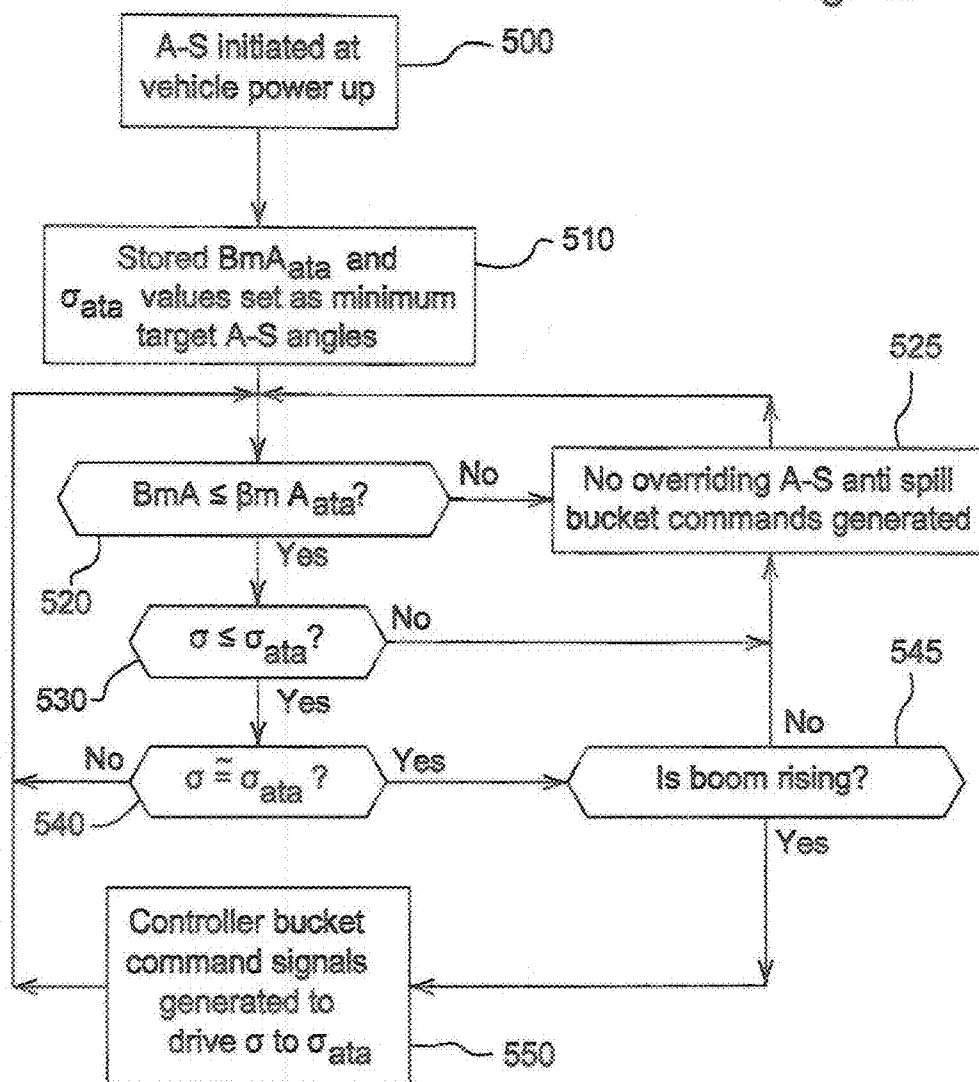 A-S initiated at
vehicle power up
500
Stored BmA_ata and
σ_ata values set as minimum
target A-S angles
510
525
BmA ≤ βm A_ata?
No
No overriding A-S anti spill
bucket commands generated
520
Yes
σ ≤ σ_ata?
No
530
Yes
545
No
No
σ ≅ σ_ata ?
Yes
Is boom rising?
540
Yes
Controller bucket
command signals
generated to
drive σ to σ_ata
550